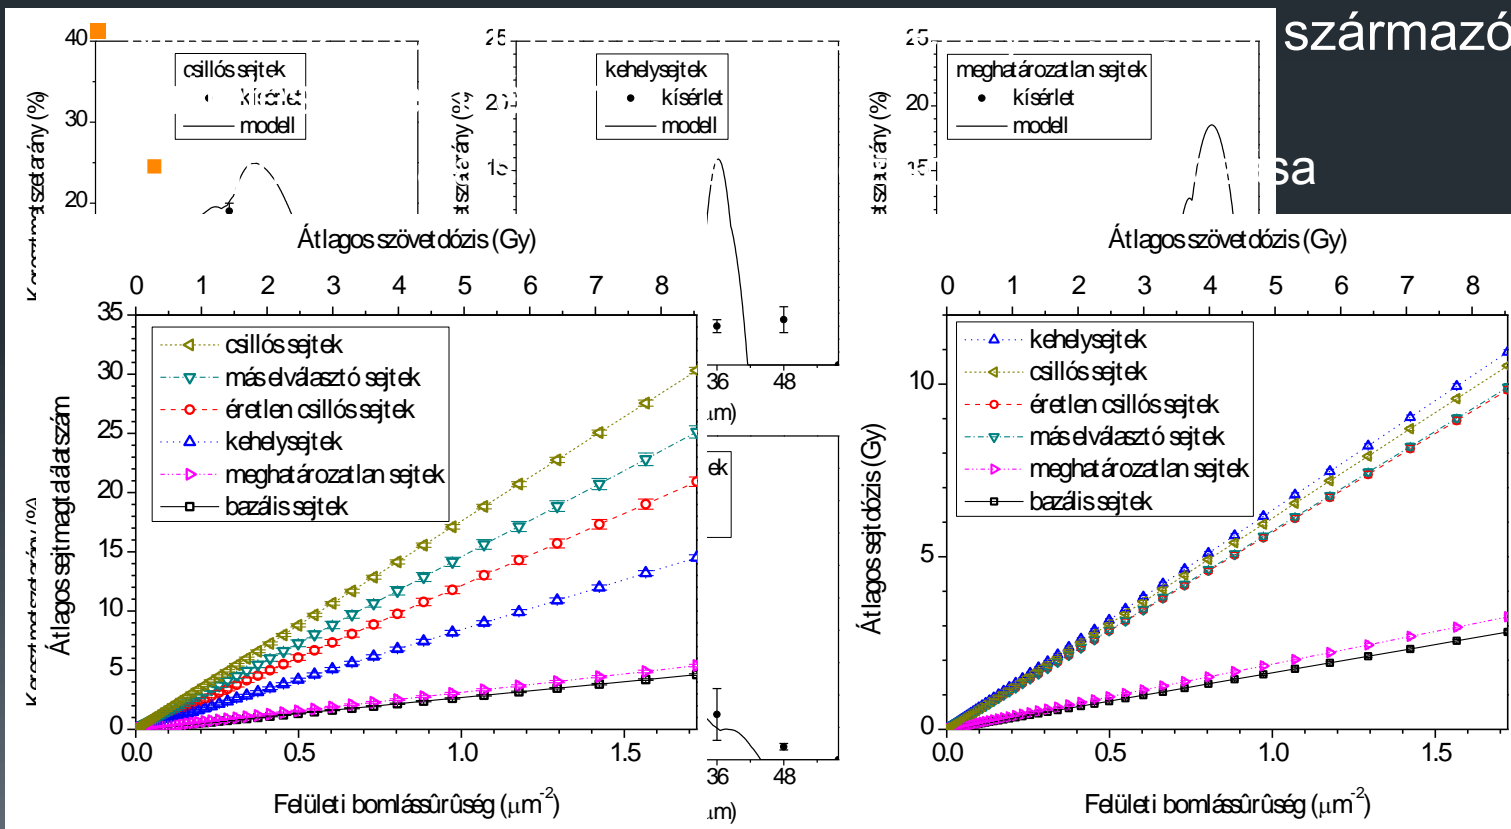 származó
sa
40
30
20
csillós sejtek
kísérlet
modell
25
20
15
kehelysejtek
kísérlet
modell
36
48
25
20
15
meghatározatlan sejtek
kísérlet
modell
Átlagos szövetdózis (Gy)
0 1 2 3 4 5 6 7 8
35
30
25
20
15
10
5
0
Átlagos sejtmagtalálatszám
csillós sejtek
más elválasztó sejtek
éretlen csillós sejtek
kehelysejtek
meghatározatlan sejtek
bazális sejtek
0.0 0.5 1.0 1.5
Felületi bomlássûrûség (μm-2)
36
48
Átlagos szövetdózis (Gy)
0 1 2 3 4 5 6 7 8
10
5
0
Átlagos sejtdózis (Gy)
kehelysejtek
csillós sejtek
éretlen csillós sejtek
más elválasztó sejtek
meghatározatlan sejtek
bazális sejtek
0.0 0.5 1.0 1.5
Felületi bomlássûrûség (μm-2)